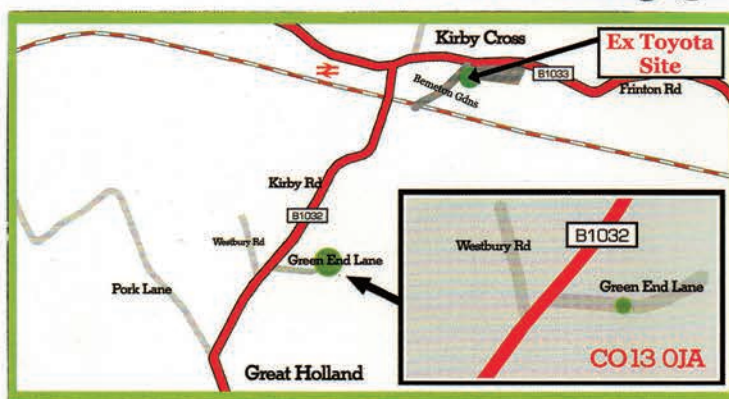 Kirby Cross
Ex Toyota
Site
B1033
Bemeton Gdns
Frinton Rd
Kirby Rd
B1032
Westbury Rd
Green End Lane
Pork Lane
Great Holland
B1032
Westbury Rd
Green End Lane
CO13 0JA